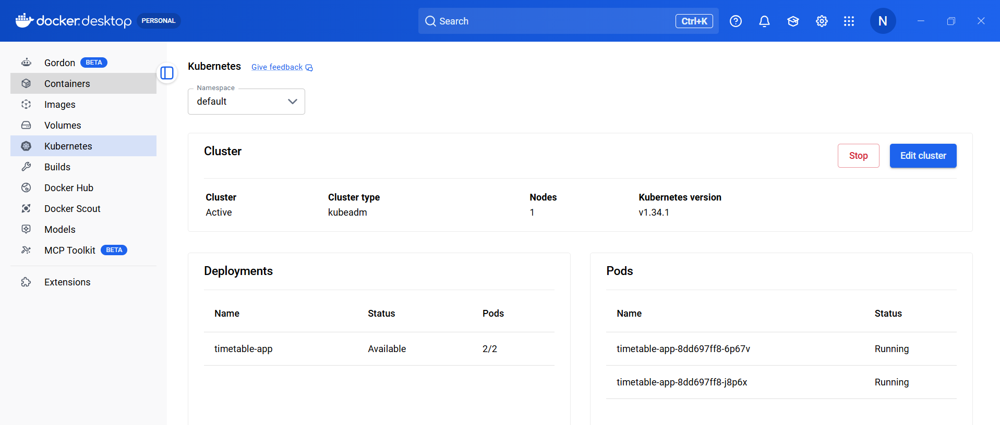 docker.desktop PERSONAL
Search Ctrl+K
N
Gordon BETA
Containers
Images
Volumes
Kubernetes
Builds
Docker Hub
Docker Scout
Models
MCP Toolkit BETA
Extensions
Kubernetes Give feedback
Namespace
default
Cluster
Stop Edit cluster
Cluster Cluster type Nodes Kubernetes version
Active kubeadm 1 v1.34.1
Deployments
Name Status Pods
timetable-app Available 2/2
Pods
Name Status
timetable-app-8dd697ff8-6p67v Running
timetable-app-8dd697ff8-j8p6x Running